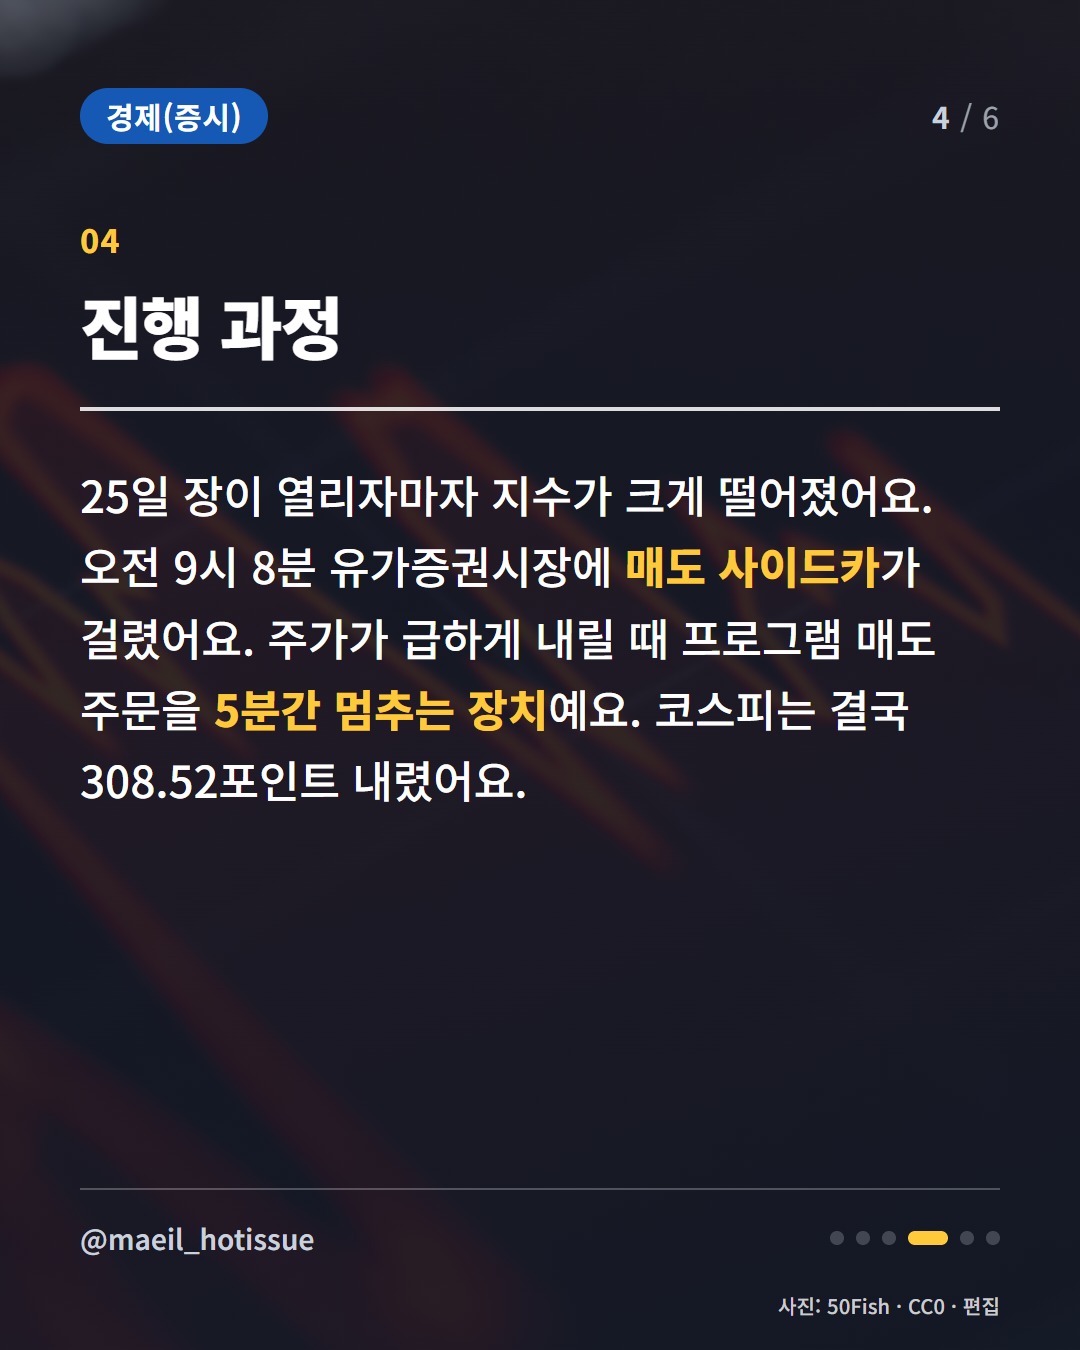 경제(증시)
4 / 6
04
진행 과정
25일 장이 열리자마자 지수가 크게 떨어졌어요.
오전 9시 8분 유가증권시장에 매도 사이드카가
걸렸어요. 주가가 급하게 내릴 때 프로그램 매도
주문을 5분간 멈추는 장치예요. 코스피는 결국
308.52포인트 내렸어요.
@maeil_hotissue
사진: 50Fish · CC0 · 편집